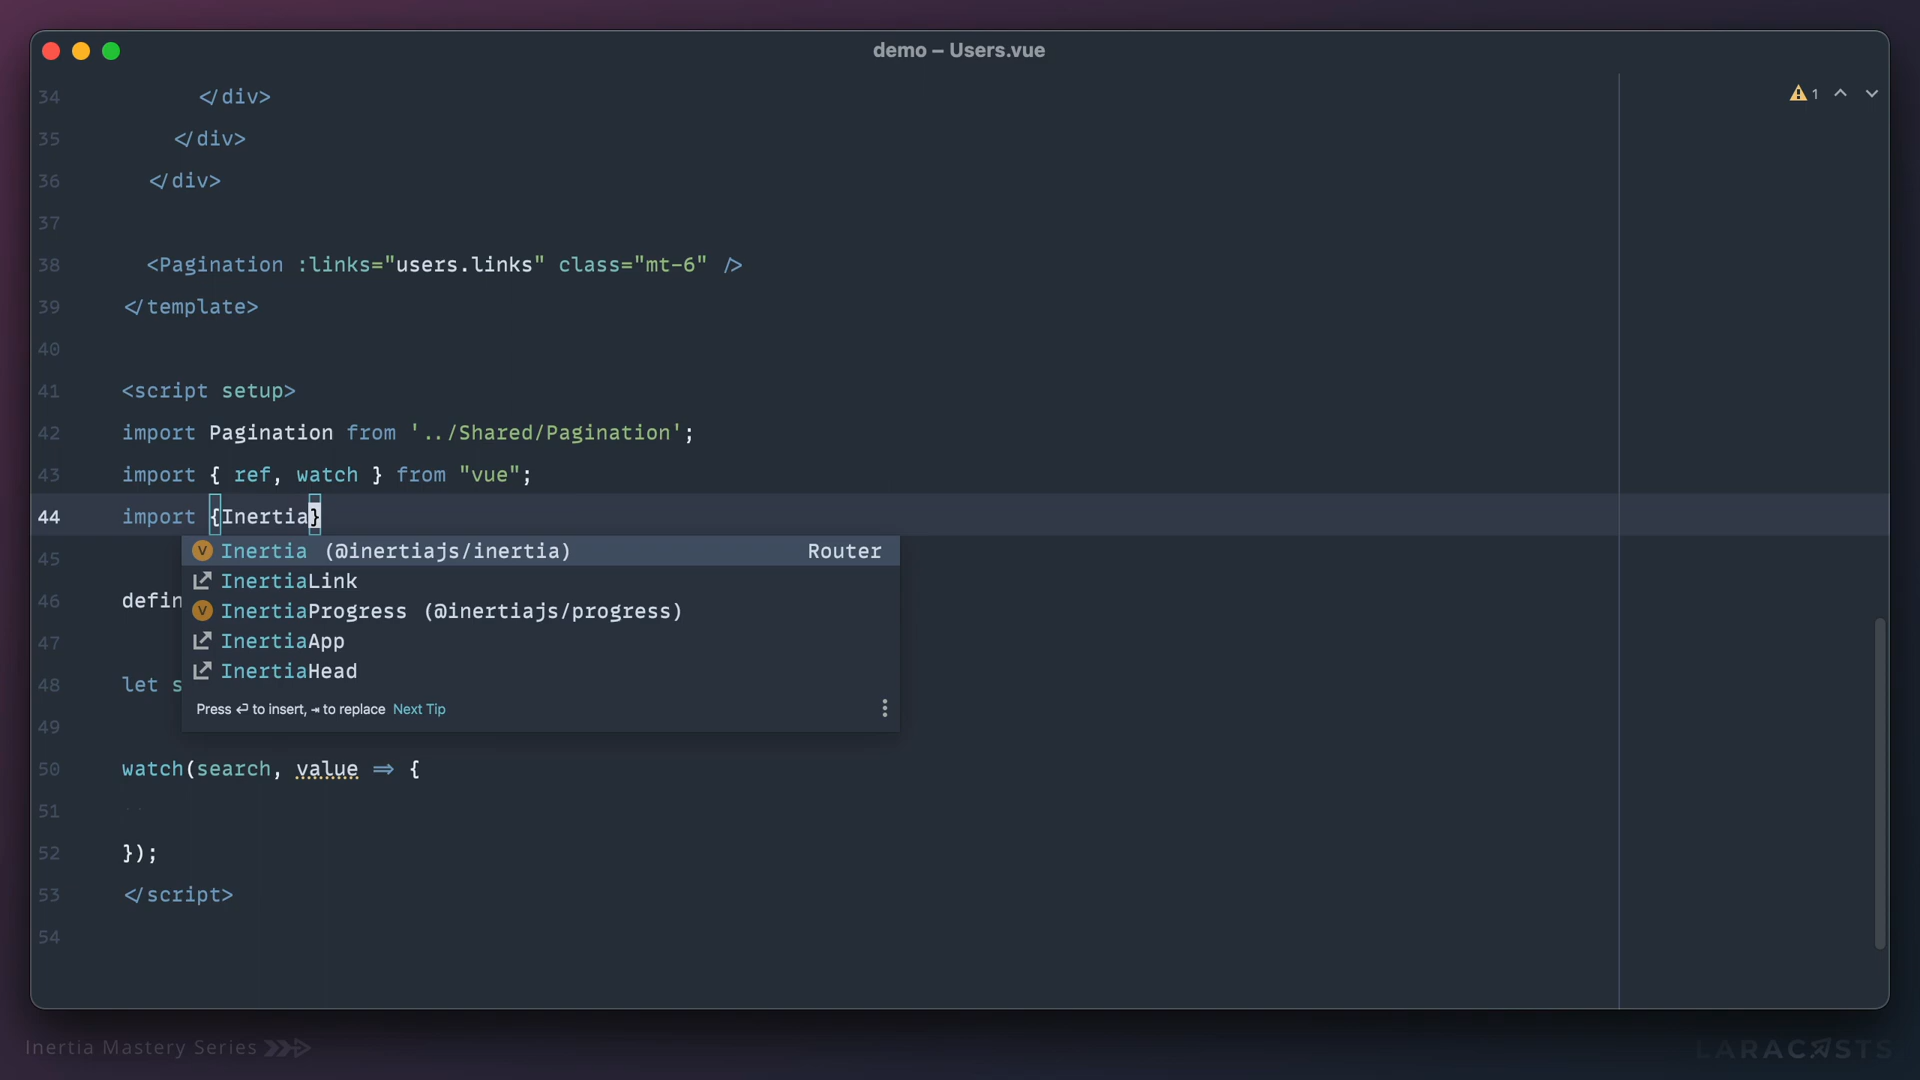 demo – Users.vue
1
34 </div>
35 </div>
36 </div>
37
38 <Pagination :links="users.links" class="mt-6" />
39 </template>
40
41 <script setup>
42 import Pagination from '../Shared/Pagination';
43 import { ref, watch } from "vue";
44 import {Inertia}
Inertia (@inertiajs/inertia) Router
45
InertiaLink
46 defin
InertiaProgress (@inertiajs/progress)
47
InertiaApp
InertiaHead
48 let s
Press ⏎ to insert, ⇥ to replace Next Tip
49
50 watch(search, value => {
51
52 });
53 </script>
54
Inertia Mastery Series
LARACASTS